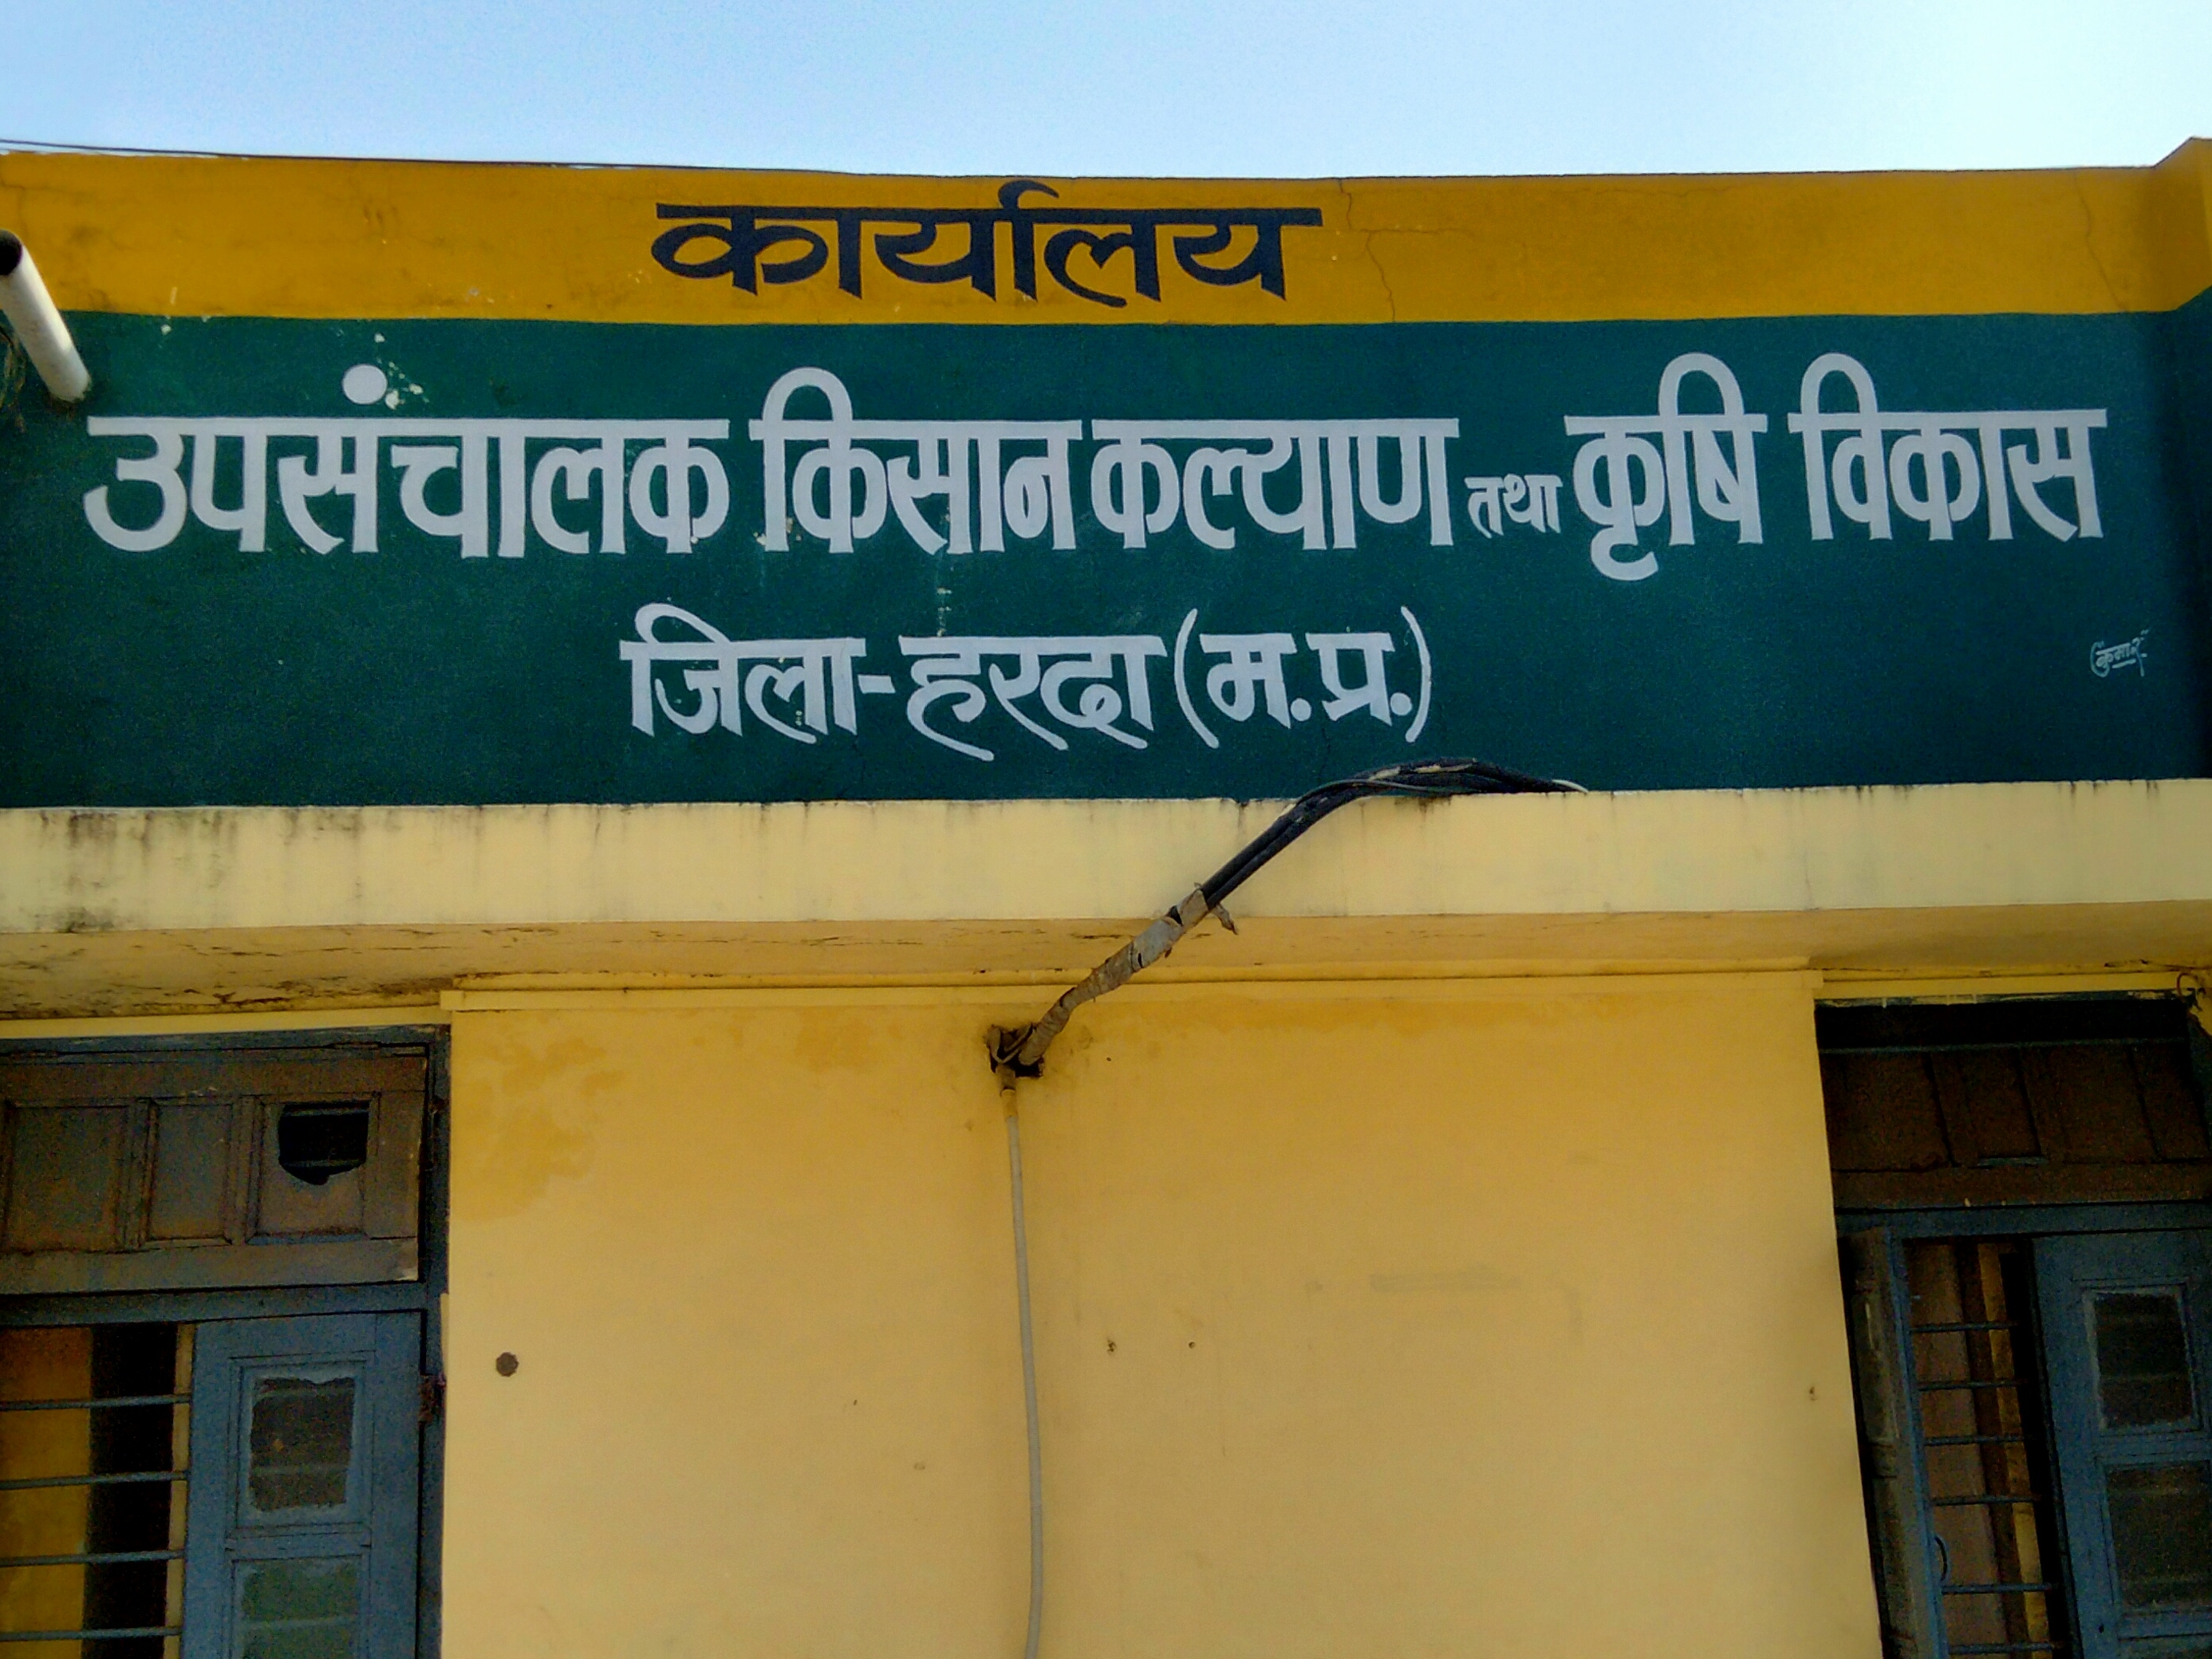 कार्यालय
उपसंचालक किसान कल्याण तथा कृषि विकास
जिला-हरदा (म.प्र.)
कुमार